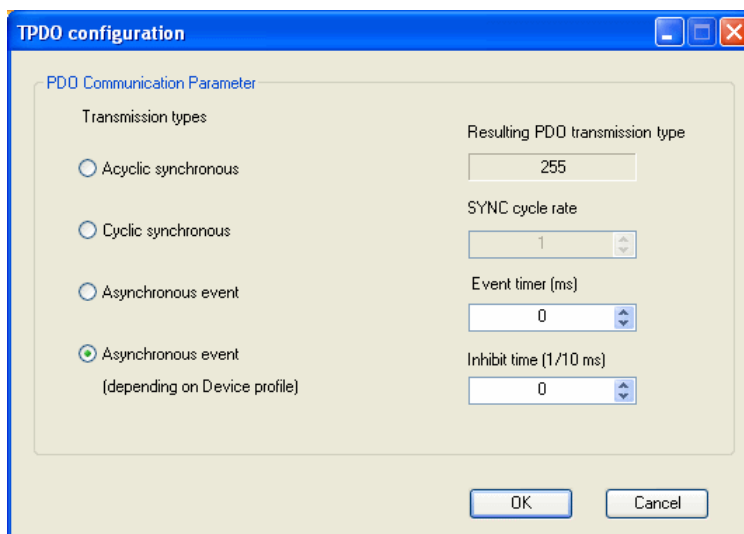 TPDO configuration
PDO Communication Parameter
Transmission types
Acyclic synchronous
Cyclic synchronous
Asynchronous event
Asynchronous event
(depending on Device profile)
Resulting PDO transmission type
255
SYNC cycle rate
1
Event timer (ms)
0
Inhibit time (1/10 ms)
0
OK
Cancel